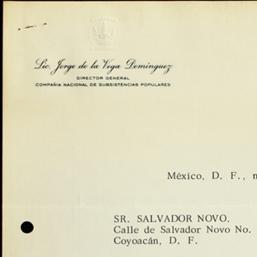 Lic. Jorge de la Vega Domínguez
DIRECTOR GENERAL
COMPAÑIA NACIONAL DE SUBSISTENCIAS POPULARES
México, D. F.,
SR. SALVADOR NOVO.
Calle de Salvador Novo No.
Coyoacán, D. F.